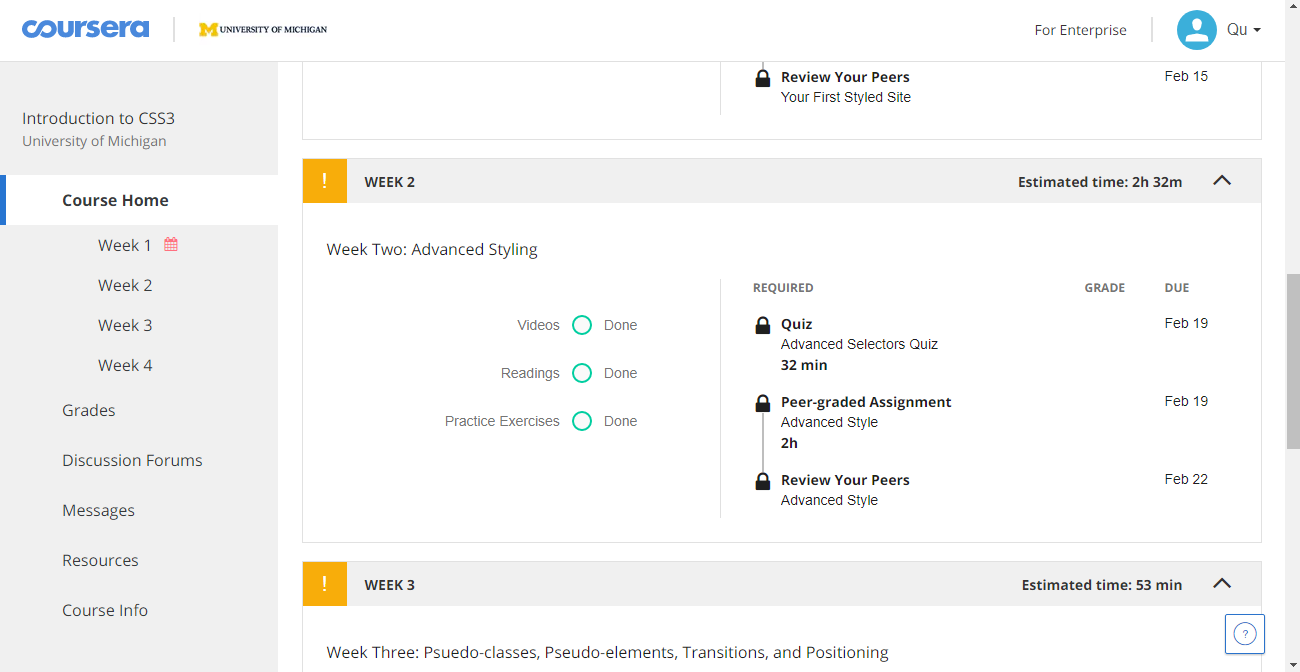 coursera
M UNIVERSITY OF MICHIGAN
For Enterprise
Qu
Introduction to CSS3
University of Michigan
Course Home
Week 1
Week 2
Week 3
Week 4
Grades
Discussion Forums
Messages
Resources
Course Info
Review Your Peers
Feb 15
Your First Styled Site
!
WEEK 2
Estimated time: 2h 32m
Week Two: Advanced Styling
Videos Done
Readings Done
Practice Exercises Done
REQUIRED GRADE DUE
Quiz Feb 19
Advanced Selectors Quiz
32 min
Peer-graded Assignment Feb 19
Advanced Style
2h
Review Your Peers Feb 22
Advanced Style
!
WEEK 3
Estimated time: 53 min
Week Three: Psuedo-classes, Pseudo-elements, Transitions, and Positioning
?